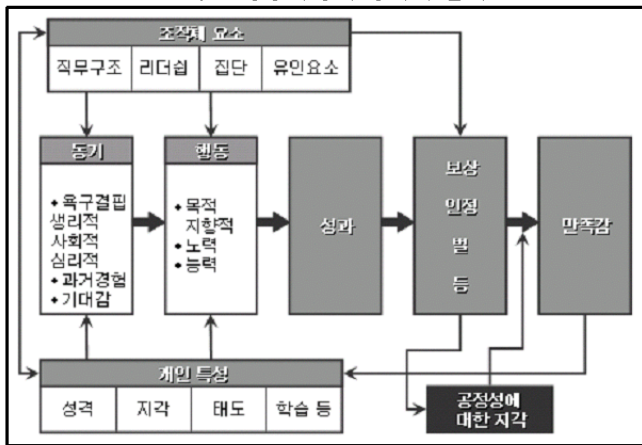 조직체 요소
직무구조 리더쉽 집단 유인요소
동기
◆ 욕구결핍
생리적
사회적
심리적
◆ 과거경험
◆ 기대감
행동
◆ 목적
지향적
◆ 노력
◆ 능력
성과
보상
인정
벌
등
만족감
개인 특성
성격 지각 태도 학습 등
공정성에
대한 지각